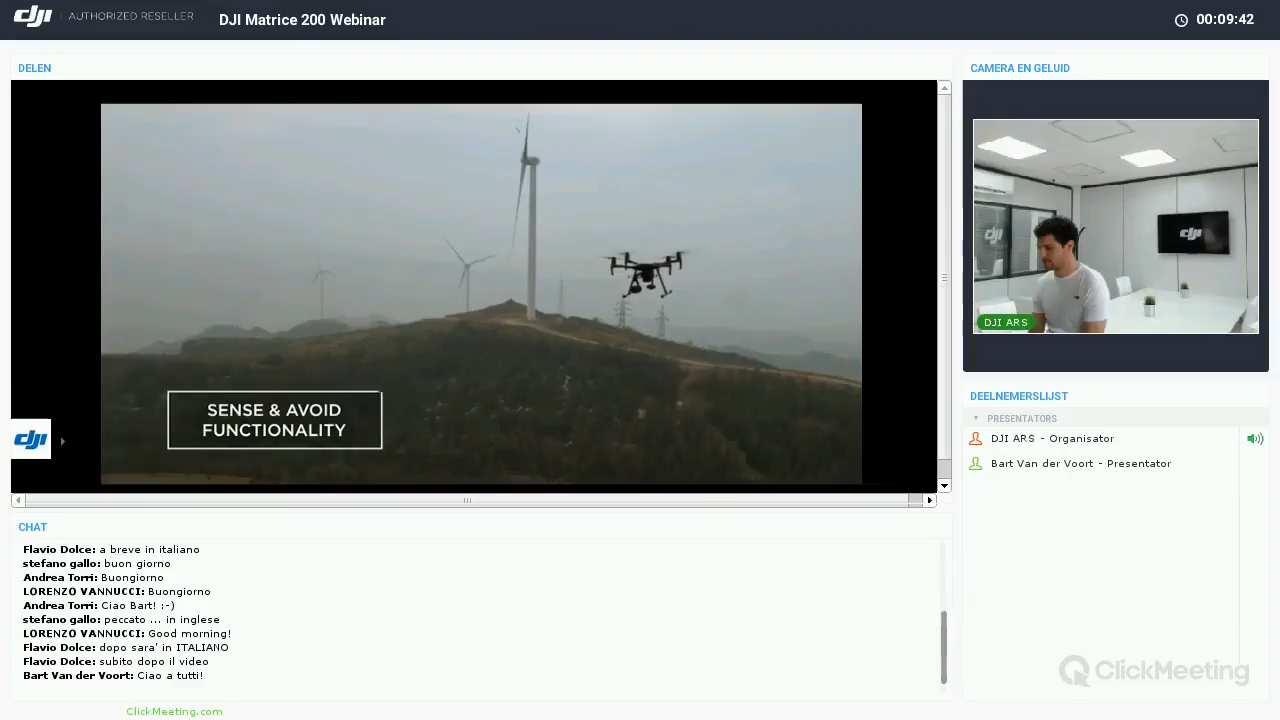 dji AUTHORIZED RESELLER
DJI Matrice 200 Webinar
00:09:42
DELEN
SENSE & AVOID
FUNCTIONALITY
dji
CAMERA EN GELUID
dji
dji
DJI ARS
DEELNEMERSLIJST
PRESENTATORS
DJI ARS - Organisator
Bart Van der Voort - Presentator
CHAT
Flavio Dolce: a breve in italiano
stefano gallo: buon giorno
Andrea Torri: Buongiorno
LORENZO VANNUCCI: Buongiorno
Andrea Torri: Ciao Bart! :-)
stefano gallo: peccato ... in inglese
LORENZO VANNUCCI: Good morning!
Flavio Dolce: dopo sara' in ITALIANO
Flavio Dolce: subito dopo il video
Bart Van der Voort: Ciao a tutti!
ClickMeeting
ClickMeeting.com